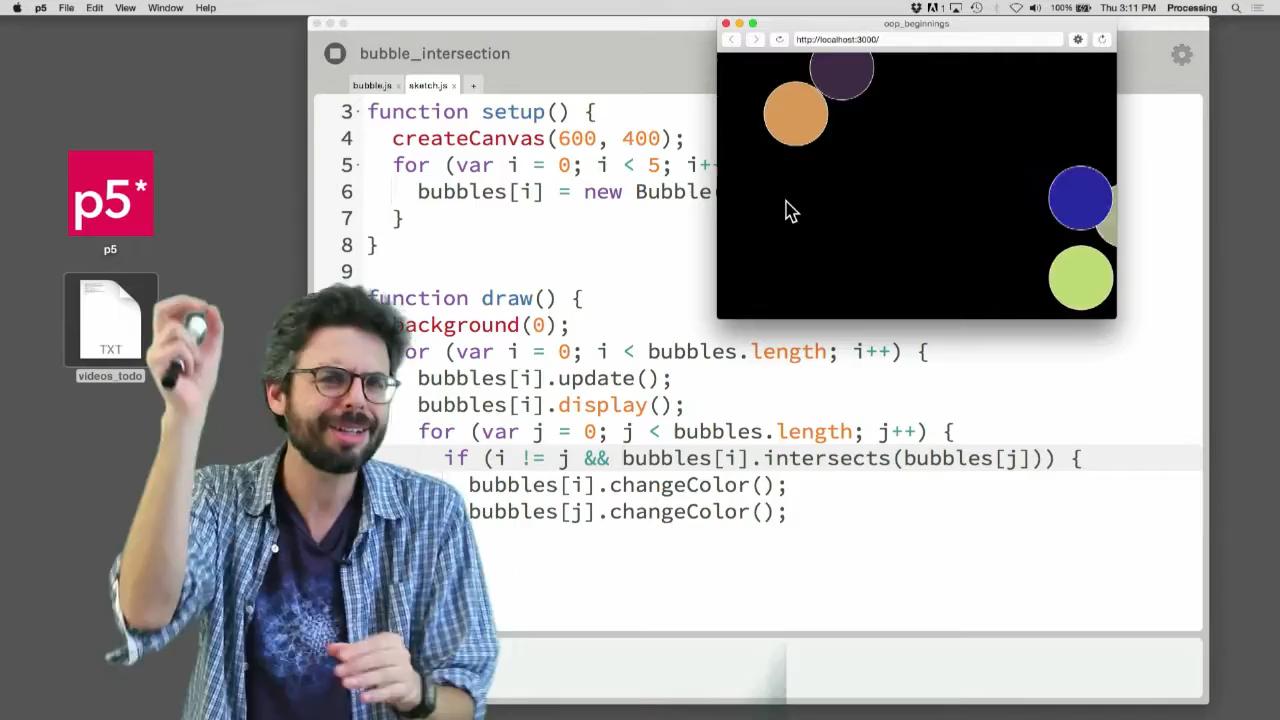 p5 File Edit View Window Help
100% Thu 3:11 PM Processing
bubble_intersection
bubble.js × sketch.js × +
oop_beginnings
http://localhost:3000/
3 function setup() {
4 createCanvas(600, 400);
5 for (var i = 0; i < 5; i+
6 bubbles[i] = new Bubble
7 }
8 }
9
function draw() {
background(0);
for (var i = 0; i < bubbles.length; i++) {
bubbles[i].update();
bubbles[i].display();
for (var j = 0; j < bubbles.length; j++) {
if (i != j && bubbles[i].intersects(bubbles[j])) {
bubbles[i].changeColor();
bubbles[j].changeColor();
p5*
p5
TXT
videos_todo